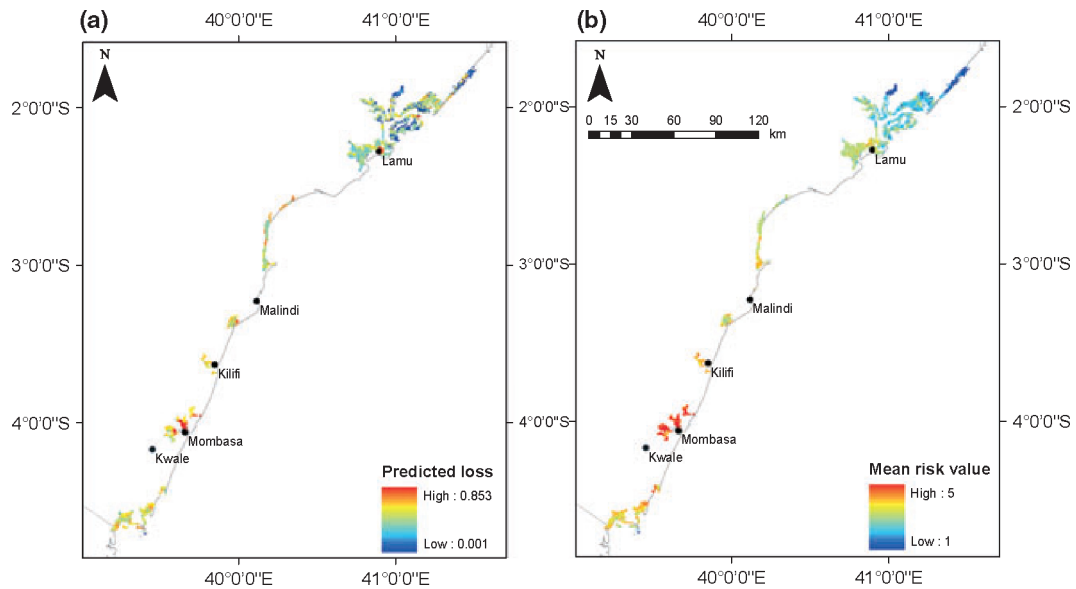 (a)
40°0'0"E 41°0'0"E
N
2°0'0"S
3°0'0"S
4°0'0"S
Lamu
Malindi
Kilifi
Mombasa
Kwale
Predicted loss
High : 0.853
Low : 0.001
40°0'0"E 41°0'0"E
(b)
40°0'0"E 41°0'0"E
N
0 15 30 60 90 120
km
2°0'0"S 2°0'0"S
3°0'0"S 3°0'0"S
4°0'0"S 4°0'0"S
Lamu
Malindi
Kilifi
Mombasa
Kwale
Mean risk value
High : 5
Low : 1
40°0'0"E 41°0'0"E